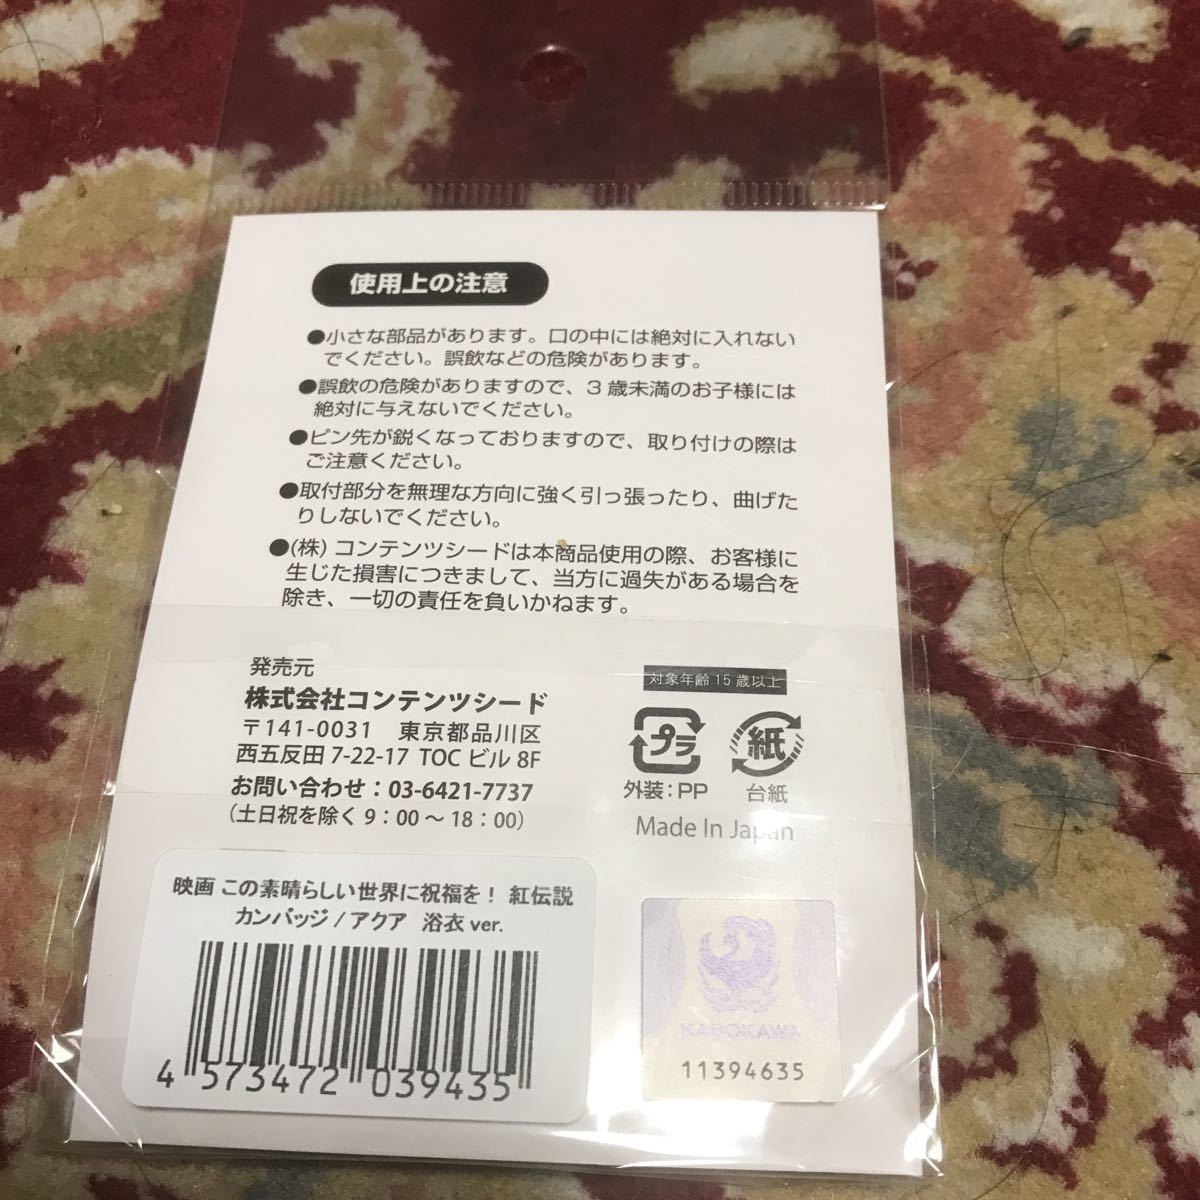 使用上の注意
●小さな部品があります。口の中には絶対に入れない
でください。誤飲などの危険があります。
●誤飲の危険がありますので、3歳未満のお子様には
絶対に与えないでください。
●ピン先が鋭くなっておりますので、取り付けの際は
ご注意ください。
●取付部分を無理な方向に強く引っ張ったり、曲げた
りしないでください。
●(株)コンテンツシードは本商品使用の際、お客様に
生じた損害につきまして、当方に過失がある場合を
除き、一切の責任を負いかねます。
発売元
株式会社コンテンツシード
〒141-0031 東京都品川区
西五反田 7-22-17 TOC ビル 8F
お問い合わせ：03-6421-7737
（土日祝を除く 9：00 〜 18：00）
対象年齢 15 歳以上
プラ 紙
外装：PP 台紙
Made In Japan
映画 この素晴らしい世界に祝福を！ 紅伝説
カンバッジ / アクア 浴衣 ver.
4 573472 039435
KADOKAWA
11394635